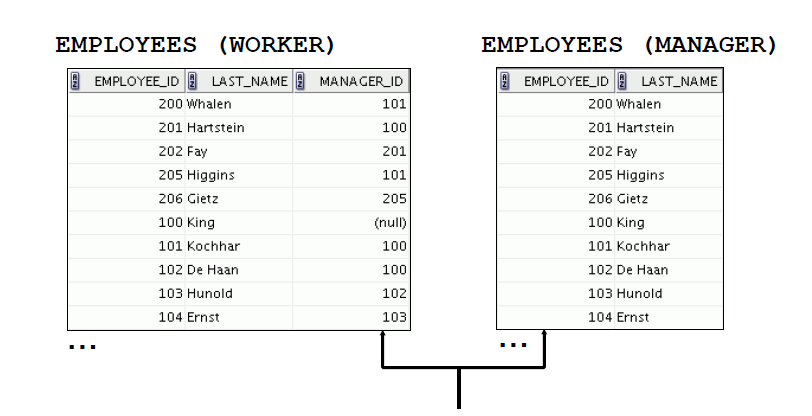 EMPLOYEES (WORKER) EMPLOYEES (MANAGER)
EMPLOYEE_ID LAST_NAME MANAGER_ID EMPLOYEE_ID LAST_NAME
200 Whalen 101 200 Whalen
201 Hartstein 100 201 Hartstein
202 Fay 201 202 Fay
205 Higgins 101 205 Higgins
206 Gietz 205 206 Gietz
100 King (null) 100 King
101 Kochhar 100 101 Kochhar
102 De Haan 100 102 De Haan
103 Hunold 102 103 Hunold
104 Ernst 103 104 Ernst
... ...